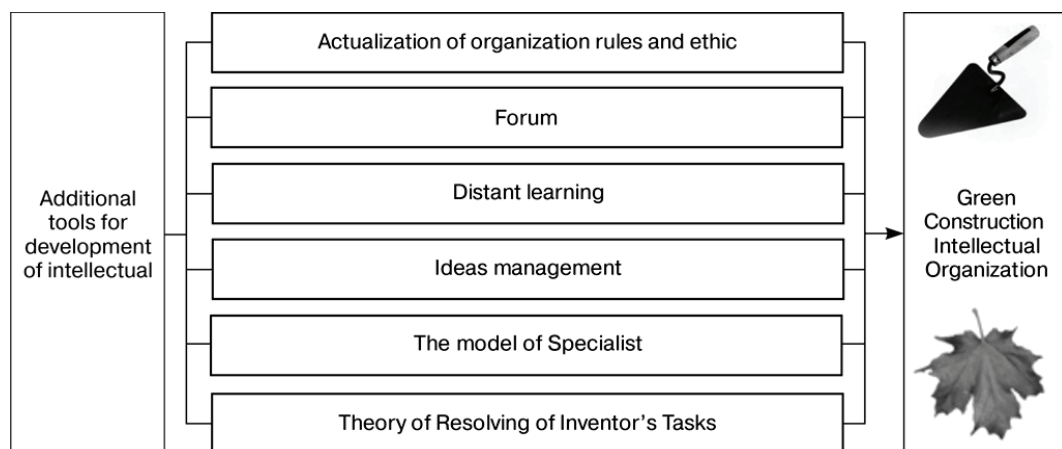 Additional
tools for
development
of intellectual
Actualization of organization rules and ethic
Forum
Distant learning
Ideas management
The model of Specialist
Theory of Resolving of Inventor’s Tasks
Green
Construction
Intellectual
Organization